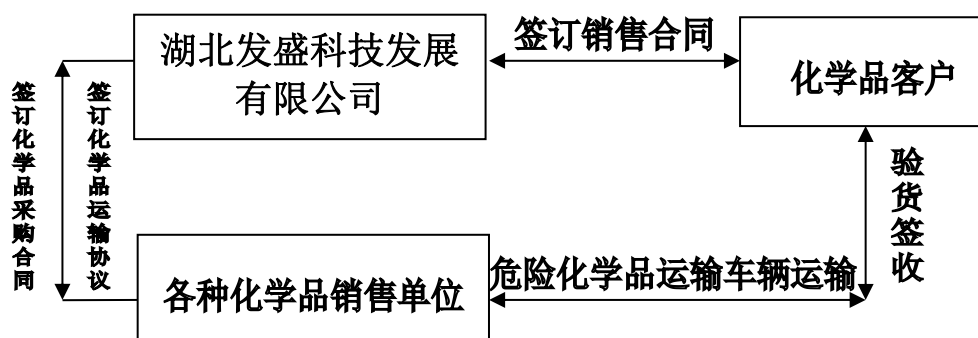 湖北发盛科技发展
有限公司
签订销售合同
化学品客户
签订化学品采购合同
签订化学品运输协议
验货签收
各种化学品销售单位
危险化学品运输车辆运输